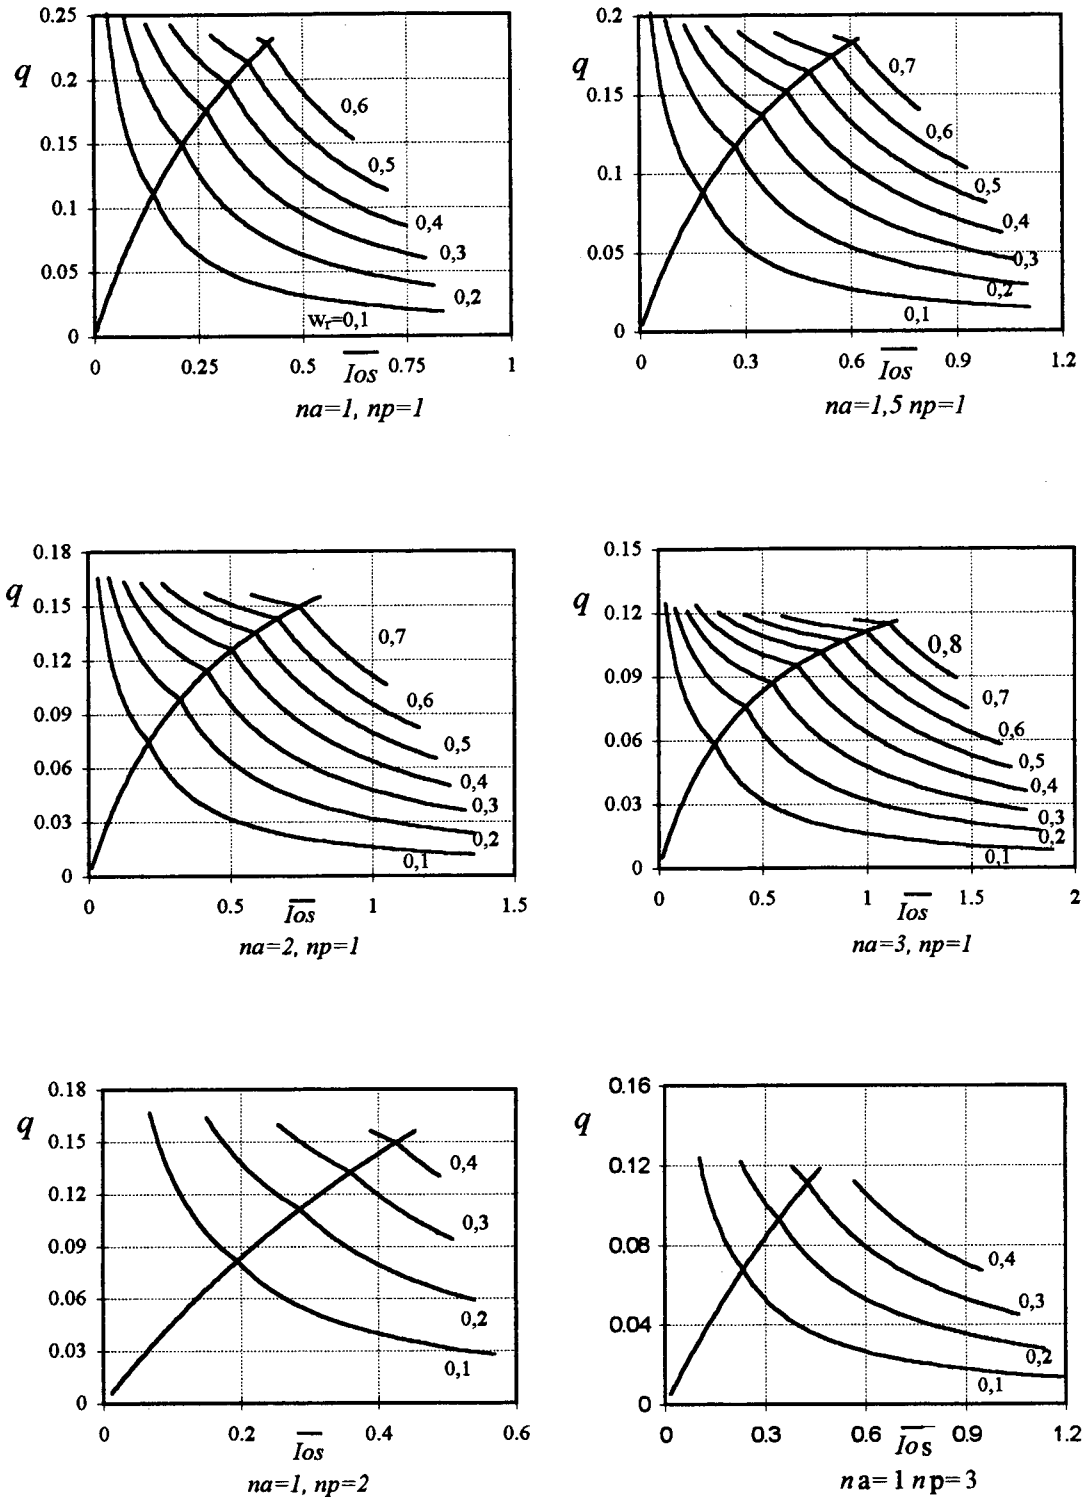 0.25
q
0.2
0.15
0.1
0.05
0
0,6
0,5
0,4
0,3
0,2
wr=0,1
0 0.25 0.75 1
Ios
na=1, np=1
0.2
q
0.15
0.1
0.05
0
0,7
0,6
0,5
0,4
0,3
0,2
0,1
0 0.3 0.6 0.9 1.2
Ios
na=1,5 np=1
0.18
q
0.15
0.12
0.09
0.06
0.03
0
0,7
0,6
0,5
0,4
0,3
0,2
0,1
0 0.5 1 1.5
Ios
na=2, np=1
0.15
q
0.12
0.09
0.06
0.03
0
0,8
0,7
0,6
0,5
0,4
0,3
0,2
0,1
0 0.5 1 1.5 2
Ios
na=3, np=1
0.18
q
0.15
0.12
0.09
0.06
0.03
0
0,4
0,3
0,2
0,1
0 0.2 0.4 0.6
Ios
na=1, np=2
0.16
q
0.12
0.08
0.04
0
0,4
0,3
0,2
0,1
0 0.3 0.6 0.9 1.2
Ios
na=1 np=3